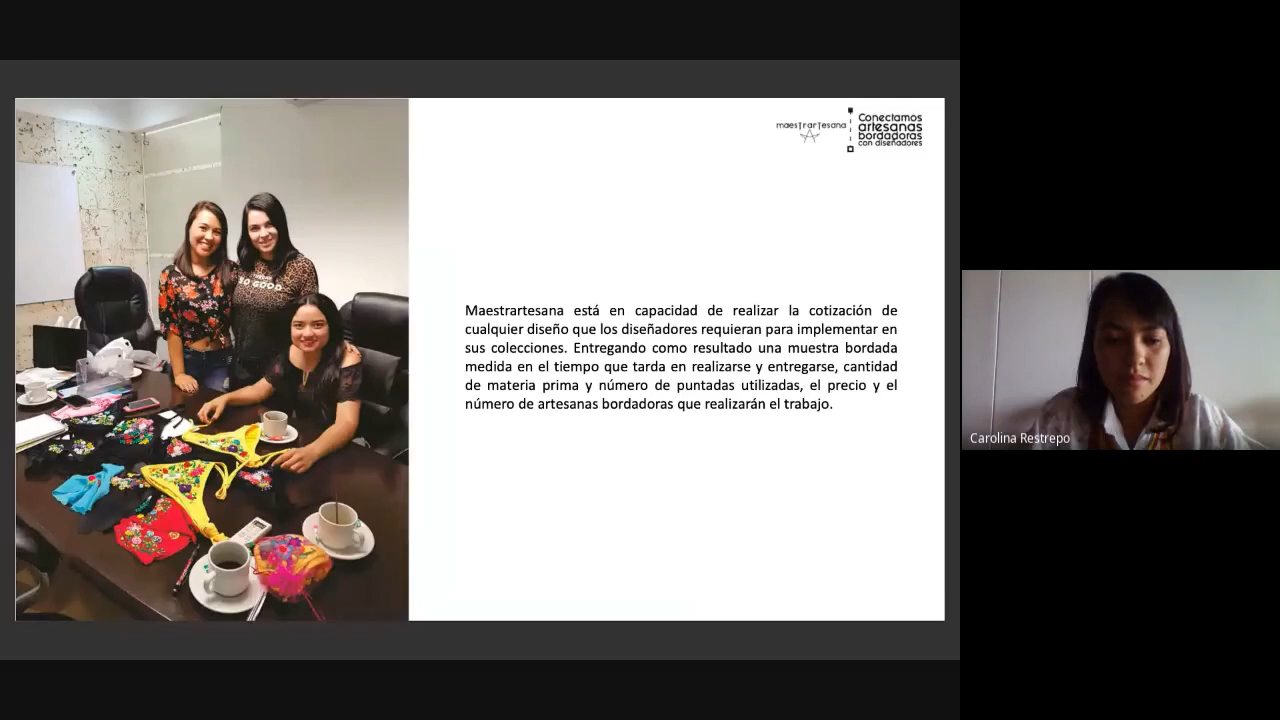 maestrartesana
Conectamos
artesanas
bordadoras
con diseñadores
SO GOOD
Maestrartesana está en capacidad de realizar la cotización de
cualquier diseño que los diseñadores requieran para implementar en
sus colecciones. Entregando como resultado una muestra bordada
medida en el tiempo que tarda en realizarse y entregarse, cantidad
de materia prima y número de puntadas utilizadas, el precio y el
número de artesanas bordadoras que realizarán el trabajo.
Carolina Restrepo